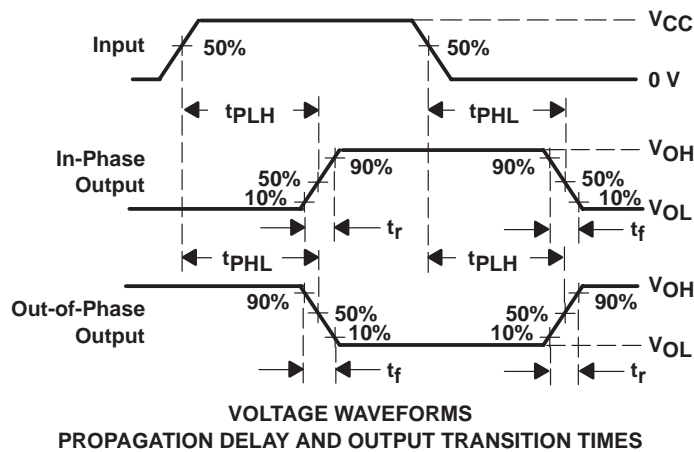 VCC
Input
50%
50%
0 V
tPLH
tPHL
In-Phase
Output
VOH
90%
90%
50%
50%
10%
10%
VOL
tr
tf
tPHL
tPLH
Out-of-Phase
Output
VOH
90%
90%
50%
50%
10%
10%
VOL
tf
tr
VOLTAGE WAVEFORMS
PROPAGATION DELAY AND OUTPUT TRANSITION TIMES